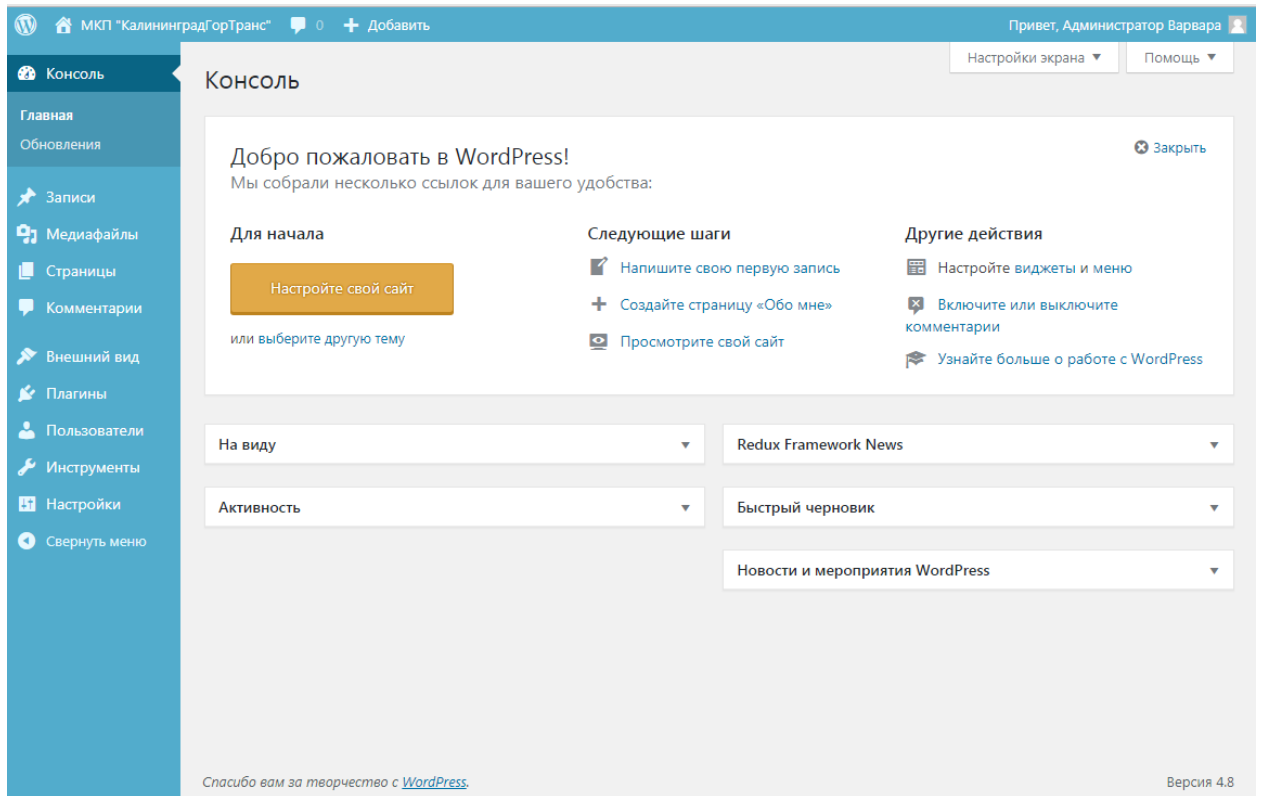 МКП "КалининградГорТранс" 0 Добавить Привет, Администратор Варвара
Настройки экрана Помощь
Консоль
Главная
Обновления
Записи
Медиафайлы
Страницы
Комментарии
Внешний вид
Плагины
Пользователи
Инструменты
Настройки
Свернуть меню
Консоль
Добро пожаловать в WordPress!
Закрыть
Мы собрали несколько ссылок для вашего удобства:
Для начала
Настройте свой сайт
или выберите другую тему
Следующие шаги
Напишите свою первую запись
Создайте страницу «Обо мне»
Просмотрите свой сайт
Другие действия
Настройте виджеты и меню
Включите или выключите
комментарии
Узнайте больше о работе с WordPress
На виду
Активность
Redux Framework News
Быстрый черновик
Новости и мероприятия WordPress
Спасибо вам за творчество с WordPress.
Версия 4.8